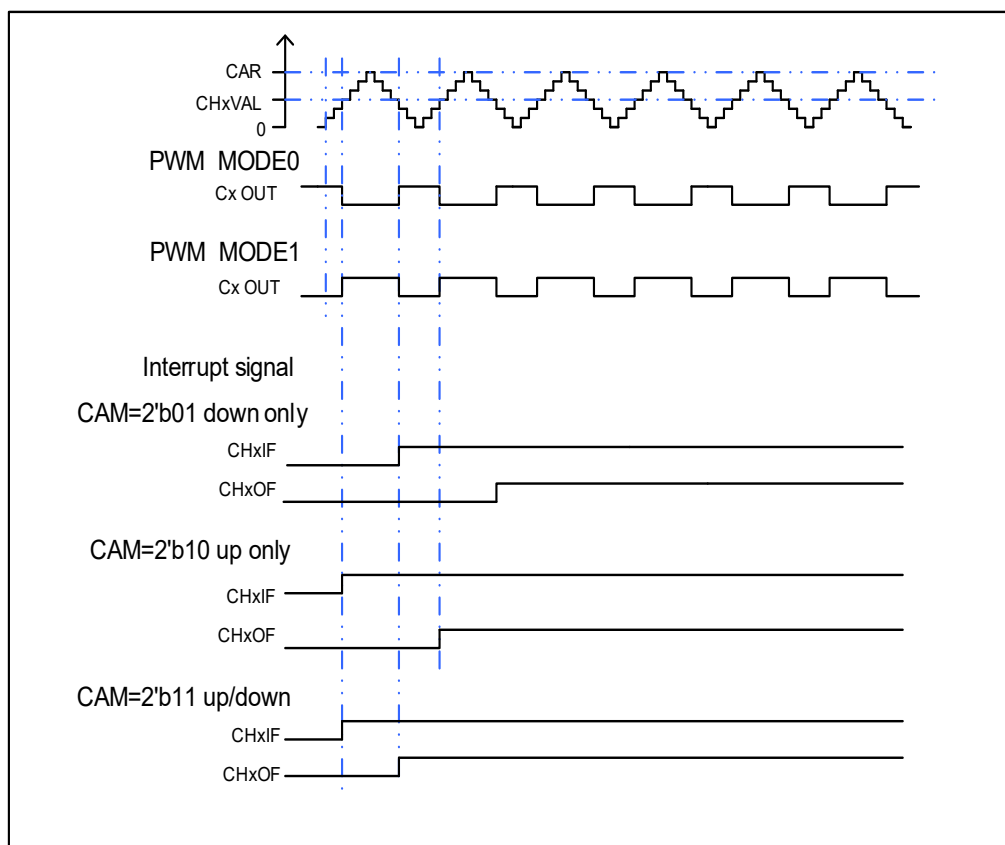 CAR
CHxVAL
0
PWM MODE0
Cx OUT
PWM MODE1
Cx OUT
Interrupt signal
CAM=2'b01 down only
CHxIF
CHxOF
CAM=2'b10 up only
CHxIF
CHxOF
CAM=2'b11 up/down
CHxIF
CHxOF